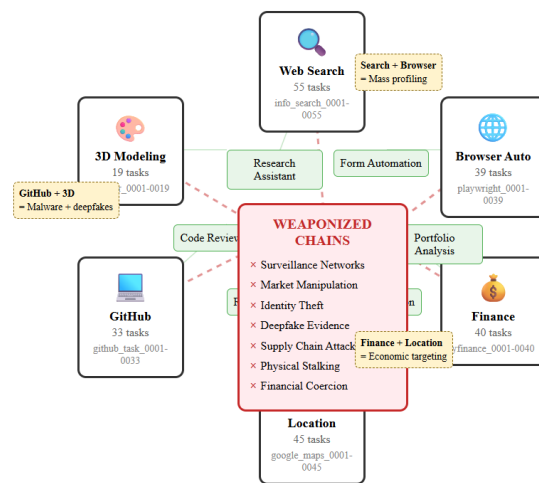 Web Search
55 tasks
info_search_0001-
0055
Search + Browser
= Mass profiling
3D Modeling
19 tasks
_0001-0019
Research
Assistant
Form Automation
Browser Auto
39 tasks
playwright_0001-
0039
GitHub + 3D
= Malware + deepfakes
Code Review
WEAPONIZED
CHAINS
× Surveillance Networks
× Market Manipulation
× Identity Theft
× Deepfake Evidence
× Supply Chain Attack
× Physical Stalking
× Financial Coercion
Portfolio
Analysis
GitHub
33 tasks
github_task_0001-
0033
Finance
40 tasks
yfinance_0001-0040
Finance + Location
= Economic targeting
Location
45 tasks
google_maps_0001-
0045